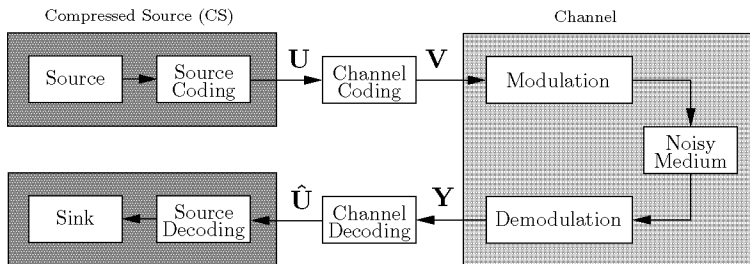 Compressed Source (CS)
Channel
Source
Source
Coding
U
Channel
Coding
V
Modulation
Noisy
Medium
Sink
Source
Decoding
Û
Channel
Decoding
Y
Demodulation